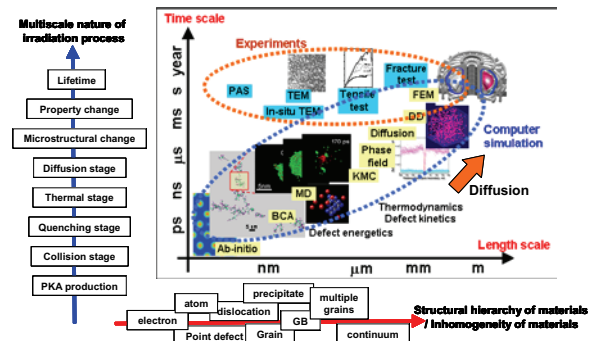 Multiscale nature of
irradiation process
Lifetime
Property change
Microstructural change
Diffusion stage
Thermal stage
Quenching stage
Collision stage
PKA production
Time scale
year
s
ms
µs
ns
ps
Experiments
PAS
TEM
In-situ TEM
Tensile
test
Fracture
test
FEM
DD
Diffusion
Phase
field
KMC
MD
BCA
Ab-initio
170 ps
5nm
Computer
simulation
Diffusion
Thermodynamics
Defect kinetics
Defect energetics
Length scale
nm
µm
mm
m
electron
atom
Point defect
dislocation
precipitate
Grain
GB
multiple
grains
continuum
Structural hierarchy of materials
/ Inhomogeneity of materials